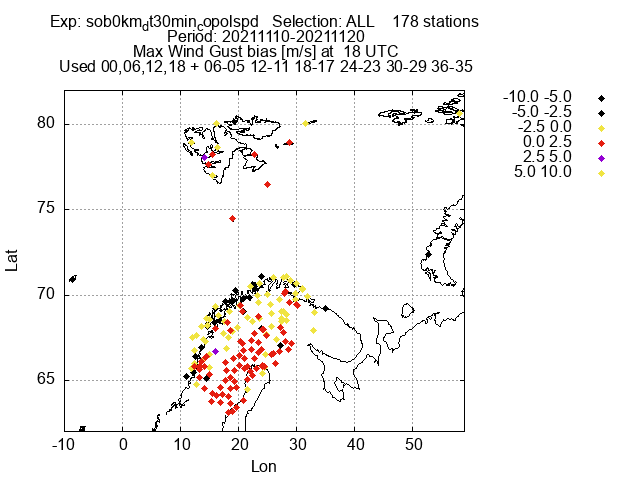 Exp: sob0km_dt30min_copolspd Selection: ALL 178 stations
Period: 20211110-20211120
Max Wind Gust bias [m/s] at 18 UTC
Used 00,06,12,18 + 06-05 12-11 18-17 24-23 30-29 36-35
-10.0 -5.0
-5.0 -2.5
-2.5 0.0
0.0 2.5
2.5 5.0
5.0 10.0
80
75
70
65
Lat
-10 0 10 20 30 40 50
Lon